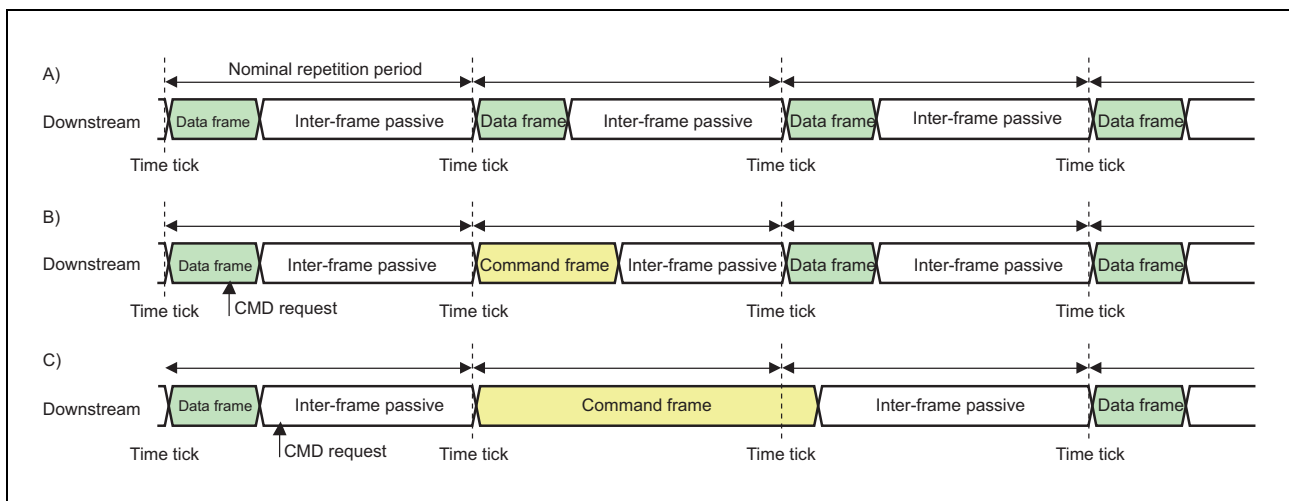 A)
Nominal repetition period
Downstream Data frame Inter-frame passive Data frame Inter-frame passive Data frame Inter-frame passive Data frame
Time tick Time tick Time tick Time tick
B)
Downstream Data frame Inter-frame passive Command frame Inter-frame passive Data frame Inter-frame passive Data frame
Time tick CMD request Time tick Time tick Time tick
C)
Downstream Data frame Inter-frame passive Command frame Inter-frame passive Data frame
Time tick CMD request Time tick Time tick Time tick